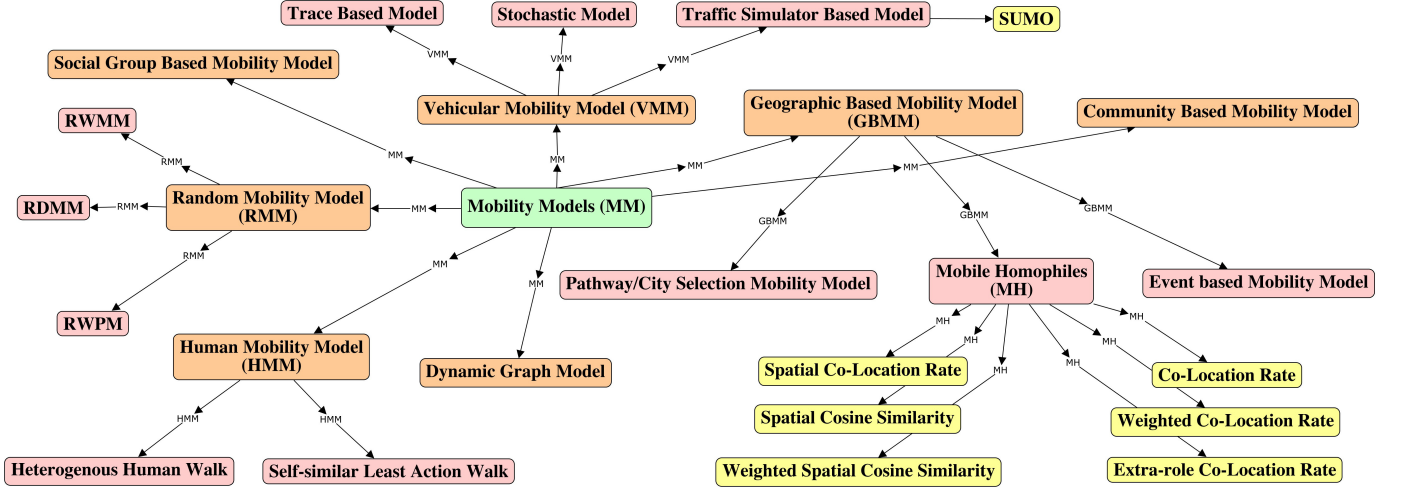 Trace Based Model
Stochastic Model
Traffic Simulator Based Model
SUMO
VMM
VMM
VMM
Social Group Based Mobility Model
Vehicular Mobility Model (VMM)
Geographic Based Mobility Model
(GBMM)
Community Based Mobility Model
RWMM
RMM
MM
MM
MM
MM
Random Mobility Model
(RMM)
RDMM
RMM
MM
Mobility Models (MM)
GBMM
GBMM
GBMM
RMM
MM
MM
Pathway/City Selection Mobility Model
Mobile Homophiles
(MH)
Event based Mobility Model
RWPM
MH
MH
MH
MH
MH
MH
Human Mobility Model
(HMM)
Dynamic Graph Model
Spatial Co-Location Rate
Co-Location Rate
HMM
HMM
Spatial Cosine Similarity
Weighted Co-Location Rate
Heterogenous Human Walk
Self-similar Least Action Walk
Weighted Spatial Cosine Similarity
Extra-role Co-Location Rate